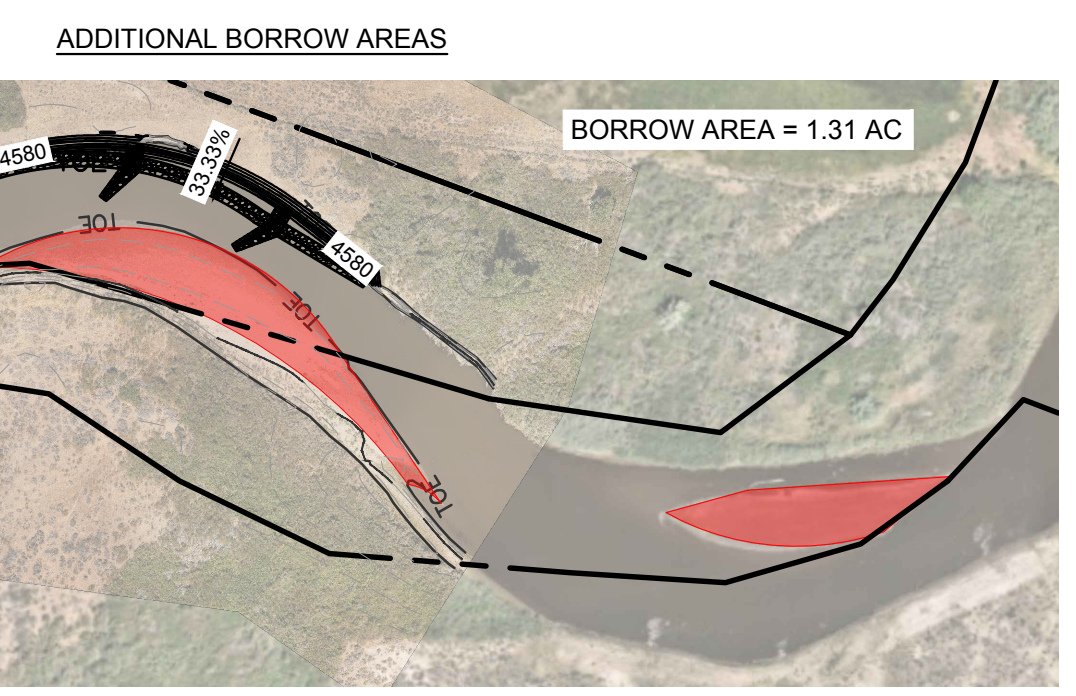 ADDITIONAL BORROW AREAS
BORROW AREA = 1.31 AC
4580
TOE
33.33%
TOE
4580
TOE
TOE